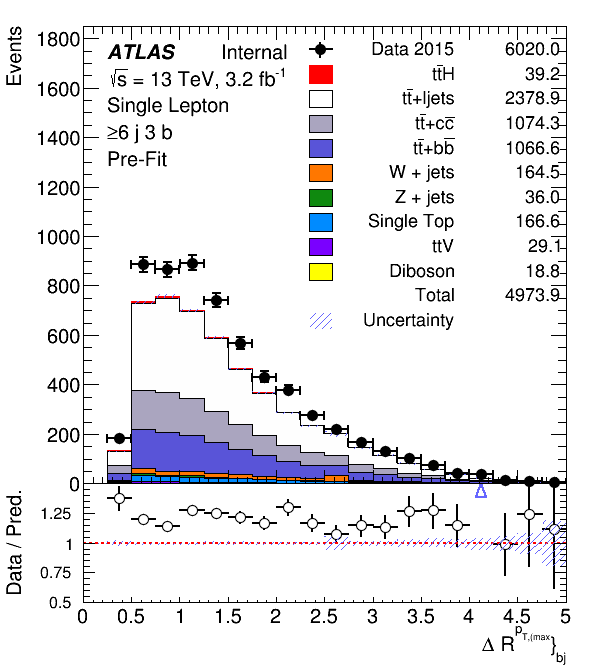 Events
1800
1600
1400
1200
1000
800
600
400
200
0
ATLAS Internal
√s = 13 TeV, 3.2 fb⁻¹
Single Lepton
≥6 j 3 b
Pre-Fit
Data 2015 6020.0
tt̄H 39.2
tt̄+ljets 2378.9
tt̄+cc̄ 1074.3
tt̄+bb̄ 1066.6
W + jets 164.5
Z + jets 36.0
Single Top 166.6
ttV 29.1
Diboson 18.8
Total 4973.9
Uncertainty
Data / Pred.
1.25
1
0.75
0.5
0 0.5 1 1.5 2 2.5 3 3.5 4 4.5 5
Δ R^{p_{T,(max}}}_{bj}